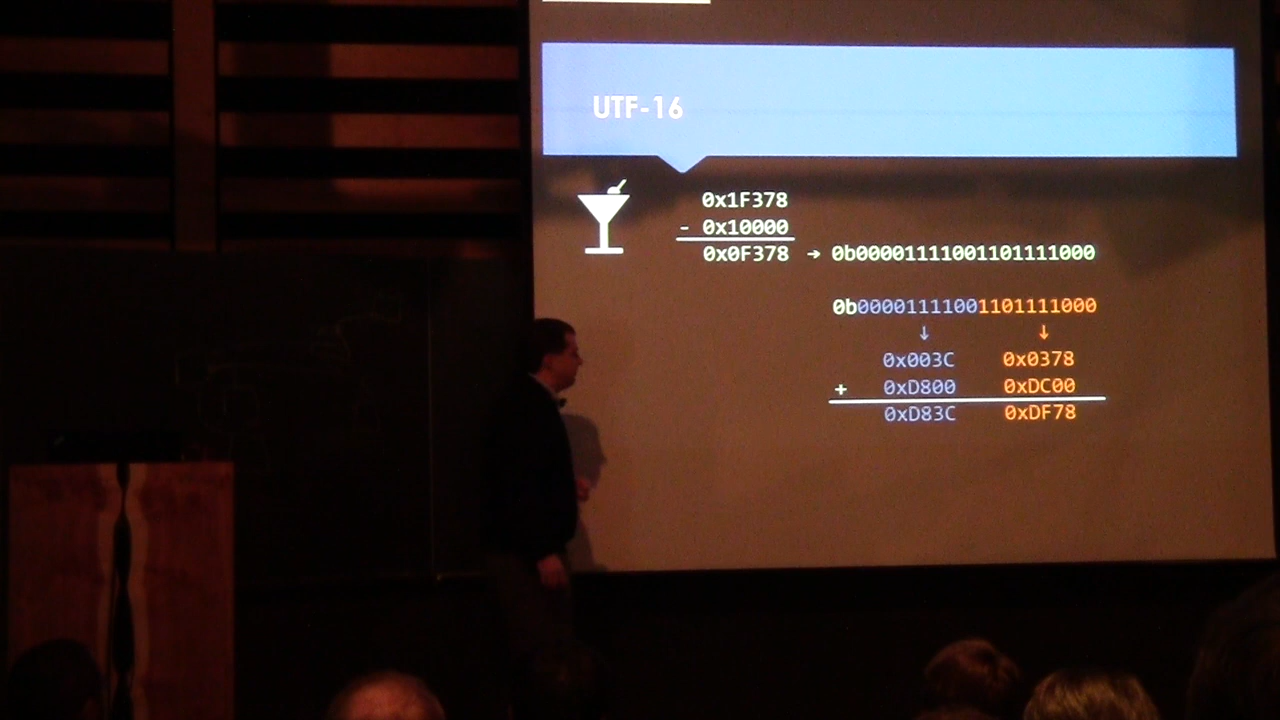 UTF-16
0x1F378
- 0x10000
0x0F378 → 0b00001111001101111000
0b00001111001101111000
↓ ↓
0x003C 0x0378
+ 0xD800 0xDC00
0xD83C 0xDF78